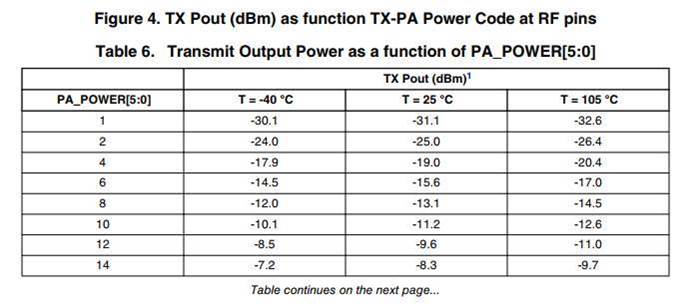 Figure 4. TX Pout (dBm) as function TX-PA Power Code at RF pins
Table 6. Transmit Output Power as a function of PA_POWER[5:0]
TX Pout (dBm)1
PA_POWER[5:0] T = -40 °C T = 25 °C T = 105 °C
1 -30.1 -31.1 -32.6
2 -24.0 -25.0 -26.4
4 -17.9 -19.0 -20.4
6 -14.5 -15.6 -17.0
8 -12.0 -13.1 -14.5
10 -10.1 -11.2 -12.6
12 -8.5 -9.6 -11.0
14 -7.2 -8.3 -9.7
Table continues on the next page...